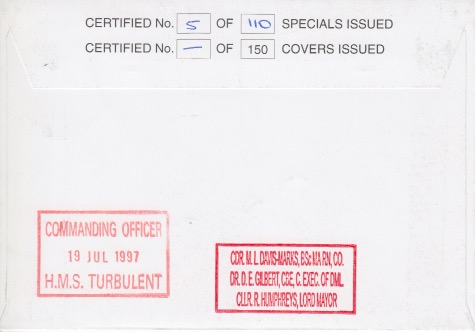 CERTIFIED No. 5 OF 110 SPECIALS ISSUED
CERTIFIED No. — OF 150 COVERS ISSUED
COMMANDING OFFICER
19 JUL 1997
H.M.S. TURBULENT
CDR. M. L. DAVIS-MARKS, BSc MA RN, CO.
DR. D. E. GILBERT, CBE, C. EXEC. OF DML
CLLR. R. HUMPHREYS, LORD MAYOR